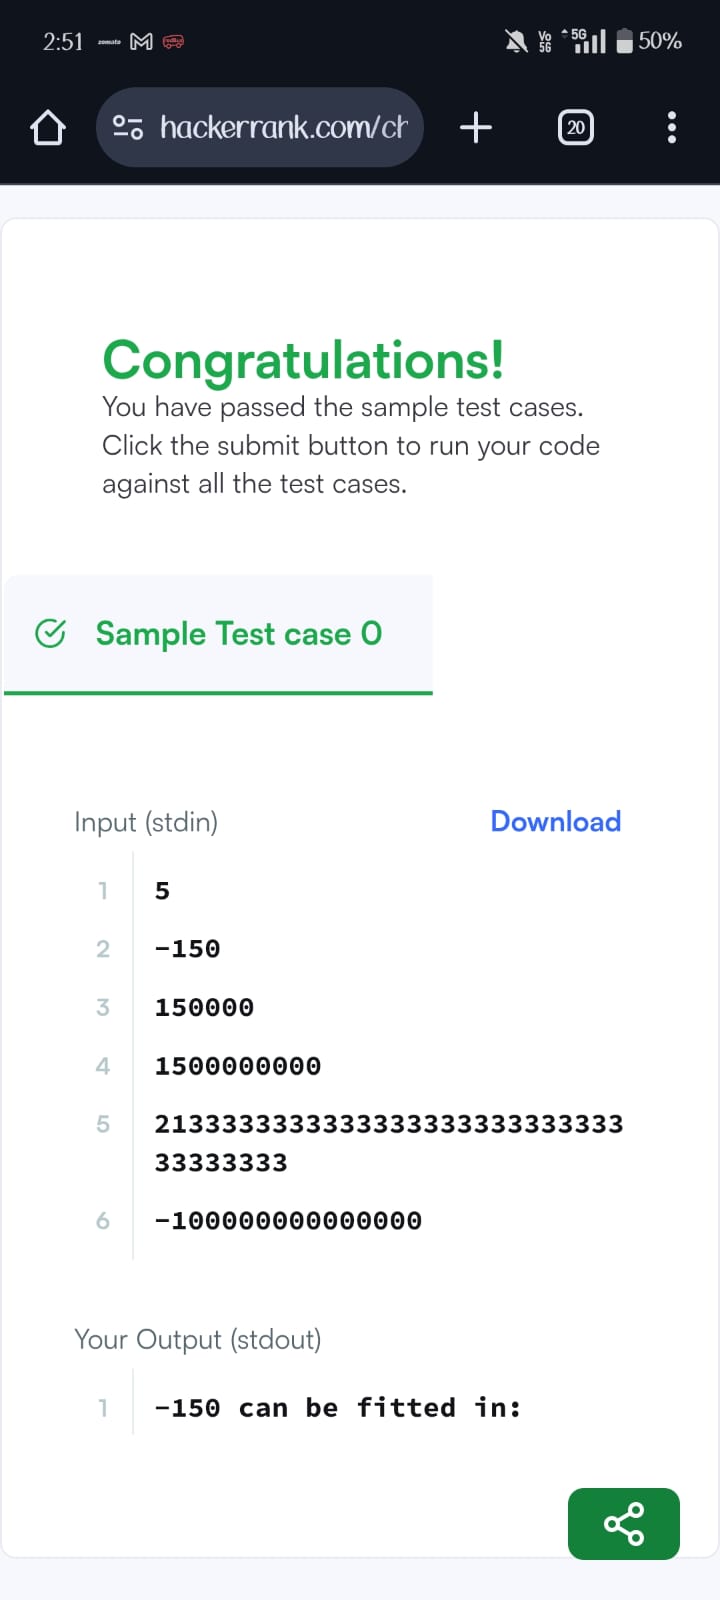 2:51 zomato M redBus Vo 5G 5G 50%
hackerrank.com/ch 20
Congratulations!
You have passed the sample test cases.
Click the submit button to run your code
against all the test cases.
Sample Test case 0
Input (stdin) Download
1 5
2 -150
3 150000
4 1500000000
5 2133333333333333333333333333
33333333
6 -100000000000000
Your Output (stdout)
1 -150 can be fitted in: